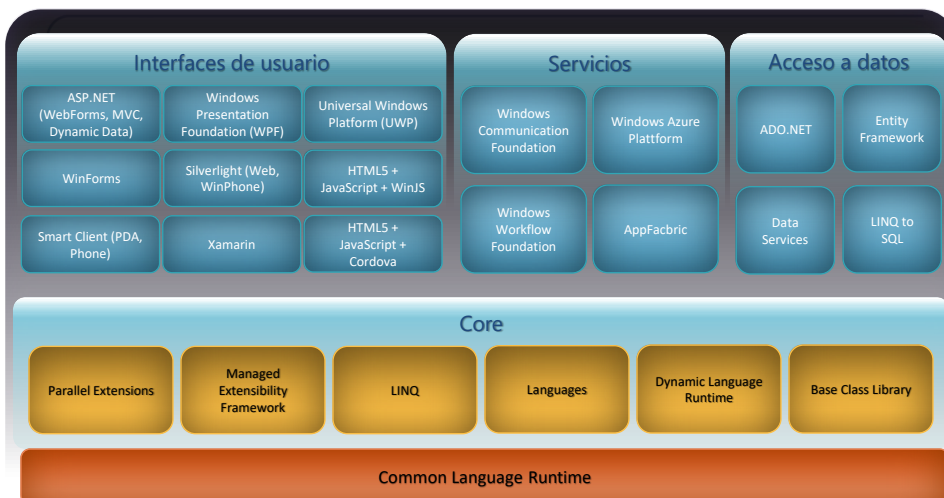 Interfaces de usuario
ASP.NET
(WebForms, MVC,
Dynamic Data)
Windows
Presentation
Foundation (WPF)
Universal Windows
Platform (UWP)
WinForms
Silverlight (Web,
WinPhone)
HTML5 +
JavaScript + WinJS
Smart Client (PDA,
Phone)
Xamarin
HTML5 +
JavaScript +
Cordova
Servicios
Windows
Communication
Foundation
Windows Azure
Plattform
Windows
Workflow
Foundation
AppFacbric
Acceso a datos
ADO.NET
Entity
Framework
Data
Services
LINQ to
SQL
Core
Parallel Extensions
Managed
Extensibility
Framework
LINQ
Languages
Dynamic Language
Runtime
Base Class Library
Common Language Runtime